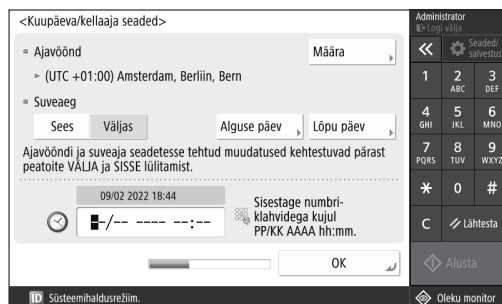 <Kuupäeva/kellaaja seaded>
Ajavöönd
Määra
(UTC +01:00) Amsterdam, Berliin, Bern
Suveaeg
Sees
Väljas
Alguse päev
Lõpu päev
Ajavööndi ja suveaja seadetesse tehtud muudatused kehtestuvad pärast
peatoite VÄLJA ja SISSE lülitamist.
09/02 2022 18:44
-/-- ---- --:--
Sisestage numbri-
klahvidega kujul
PP/KK AAAA hh:mm.
OK
ID Süsteemihaldusrežiim.
Administrator
Logi välja
Seaded/
salvestus
1
2 ABC
3 DEF
4 GHI
5 JKL
6 MNO
7 PQRS
8 TUV
9 WXYZ
0
#
C
Lähtesta
Alusta
Oleku monitor